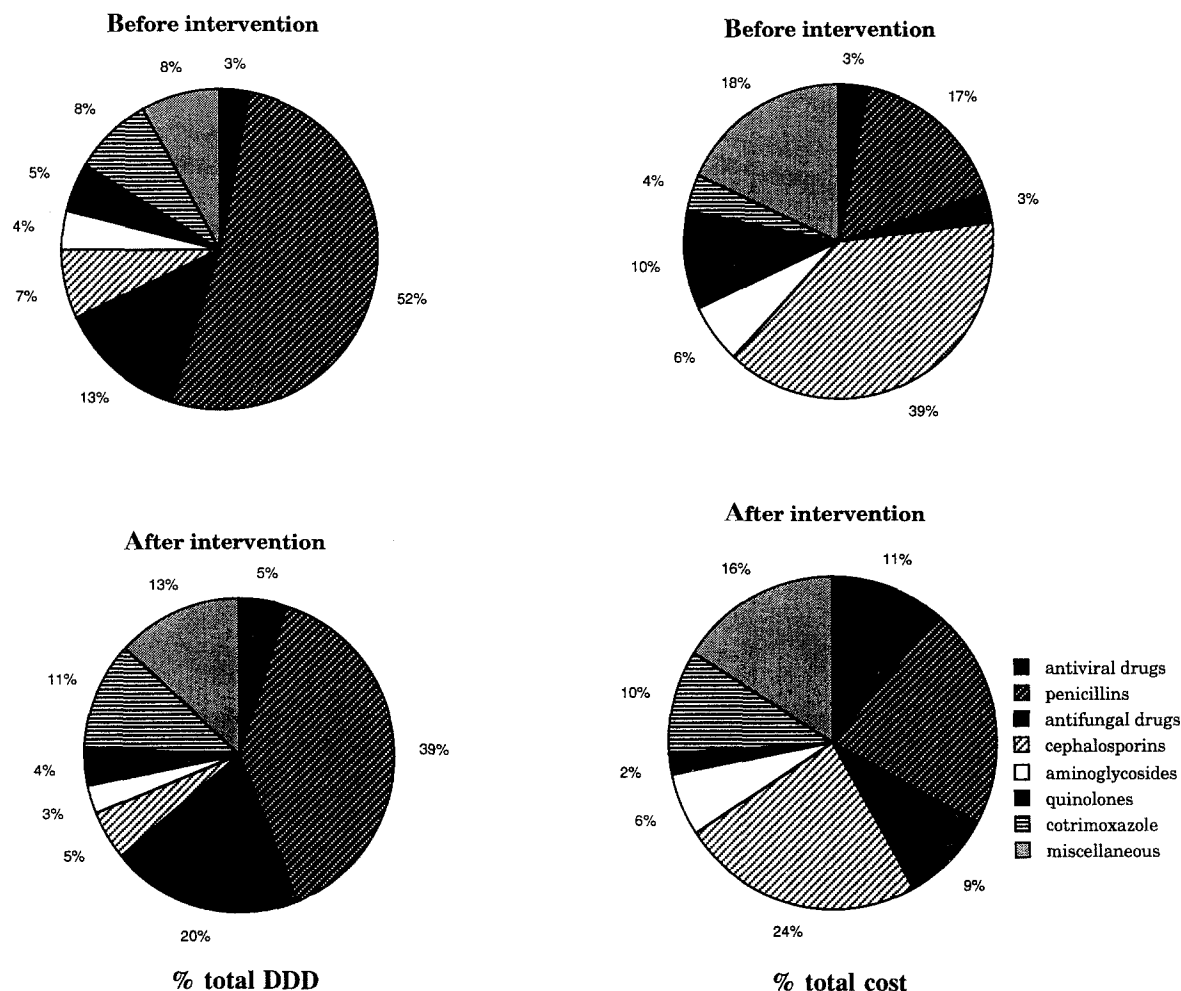 Before intervention
8%
3%
8%
5%
4%
7%
52%
13%
Before intervention
3%
18%
17%
4%
3%
10%
6%
39%
After intervention
13%
5%
11%
39%
4%
3%
5%
20%
% total DDD
After intervention
16%
11%
10%
2%
6%
9%
24%
% total cost
antiviral drugs
penicillins
antifungal drugs
cephalosporins
aminoglycosides
quinolones
cotrimoxazole
miscellaneous